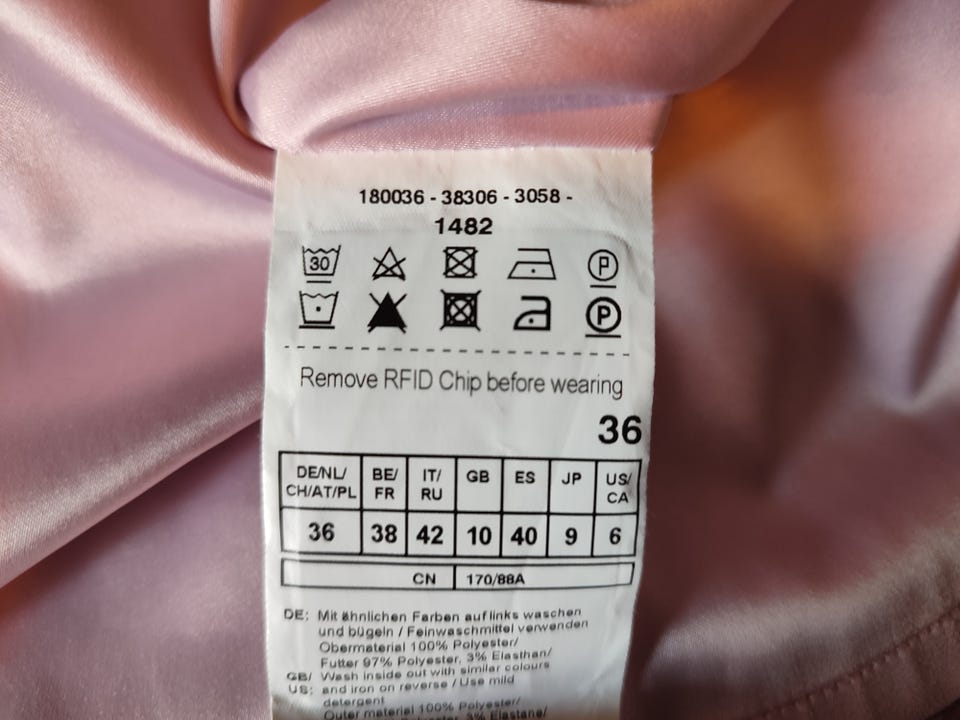 180036 - 38306 - 3058 -
1482
30 P
P
Remove RFID Chip before wearing
36
DE/NL/ CH/AT/PL BE/ FR IT/ RU GB ES JP US/ CA
36 38 42 10 40 9 6
CN 170/88A
DE: Mit ähnlichen Farben auf links waschen
und bügeln / Feinwaschmittel verwenden
Obermaterial 100% Polyester/
Futter 97% Polyester, 3% Elasthan/
GB/ Wash inside out with similar colours
US: and iron on reverse / Use mild
detergent
Outer material 100% Polyester/
Polyester, 3% Elastane/